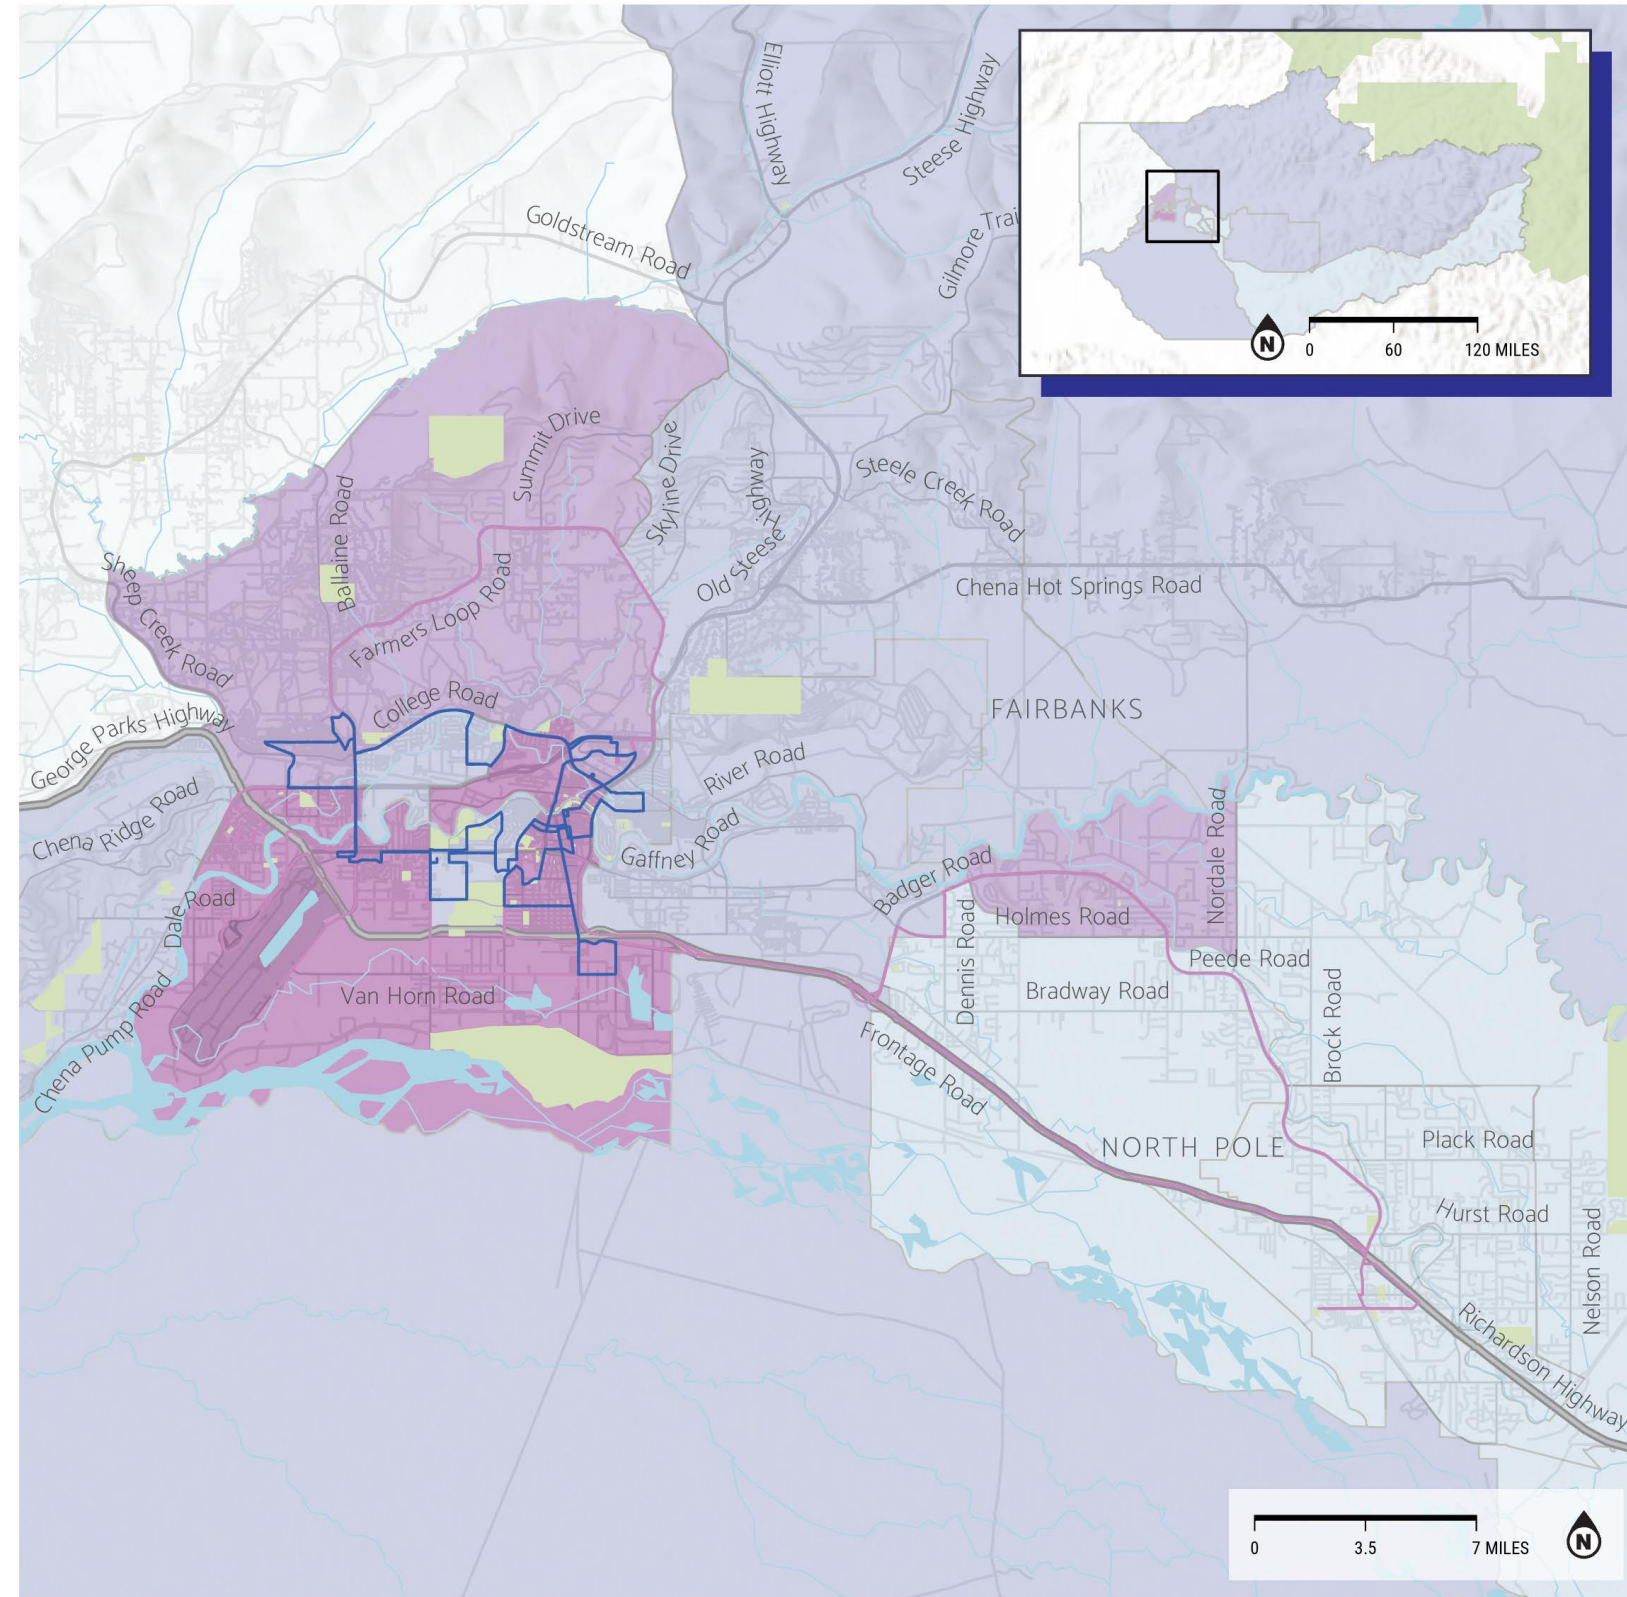 Elliott Highway
Steese Highway
Goldstream Road
Gilmore Trai
N
0 60 120 MILES
Summit Drive
Skyline Drive
Old Steese Highway
Steele Creek Road
Ballaine Road
Farmers Loop Road
Chena Hot Springs Road
Sheep Creek Road
College Road
George Parks Highway
FAIRBANKS
River Road
Chena Ridge Road
Gaffney Road
Nordale Road
Badger Road
Dale Road
Holmes Road
Dennis Road
Peede Road
Van Horn Road
Bradway Road
Brock Road
Chena Pump Road
Frontage Road
NORTH POLE
Plack Road
Hurst Road
Nelson Road
Richardson Highway
0 3.5 7 MILES
N